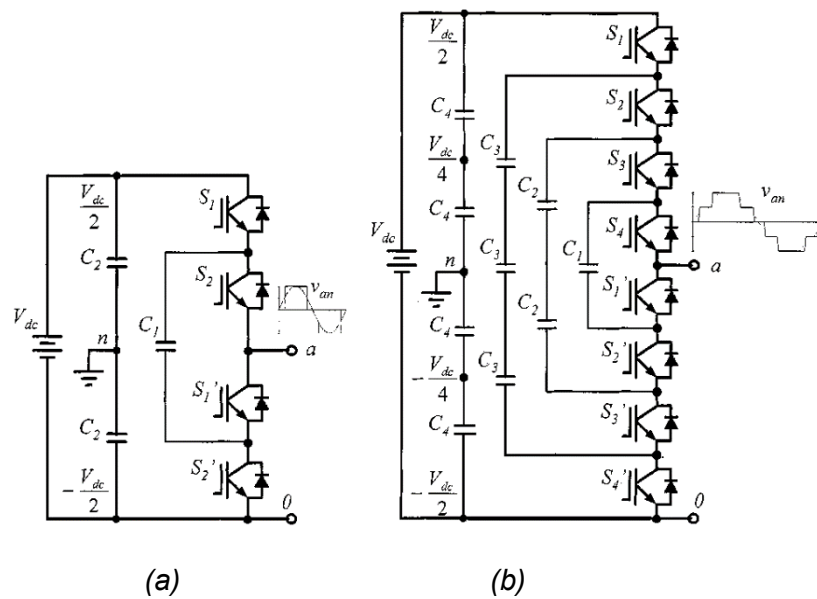 V_dc
2
C_2
n
V_dc
C_2
- V_dc
2
S_1
S_2
C_1
v_an
a
S_1'
S_2'
0
(a)
V_dc
2
C_4
V_dc
4
C_4
V_dc
n
C_4
- V_dc
4
C_4
- V_dc
2
C_3
C_3
C_3
C_2
C_2
C_1
S_1
S_2
S_3
S_4
v_an
a
S_1'
S_2'
S_3'
S_4'
0
(b)